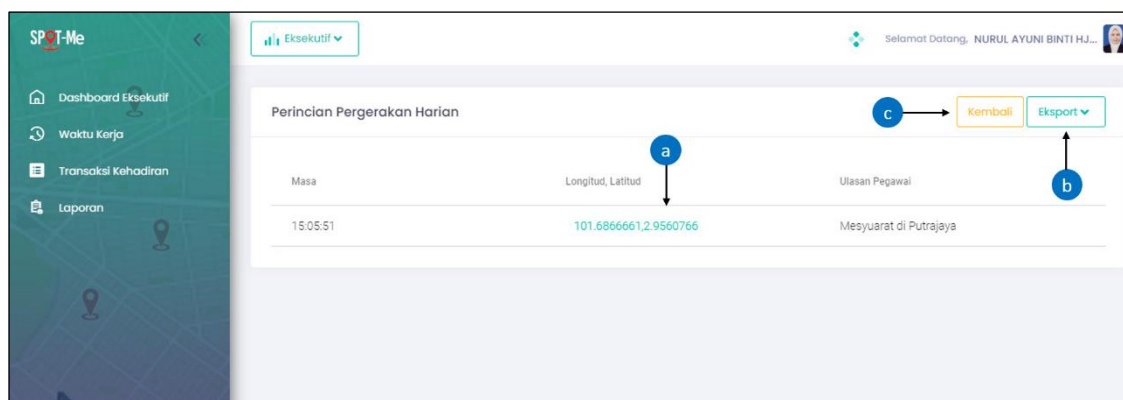 SPOT-Me
Eksekutif
Selamat Datang, NURUL AYUNI BINTI HJ...
Dashboard Eksekutif
Waktu Kerja
Transaksi Kehadiran
Laporan
Perincian Pergerakan Harian
c
Kembali
Eksport
a
b
Masa
Longitud, Latitud
Ulasan Pegawai
15:05:51
101.6866661,2.9560766
Mesyuarat di Putrajaya